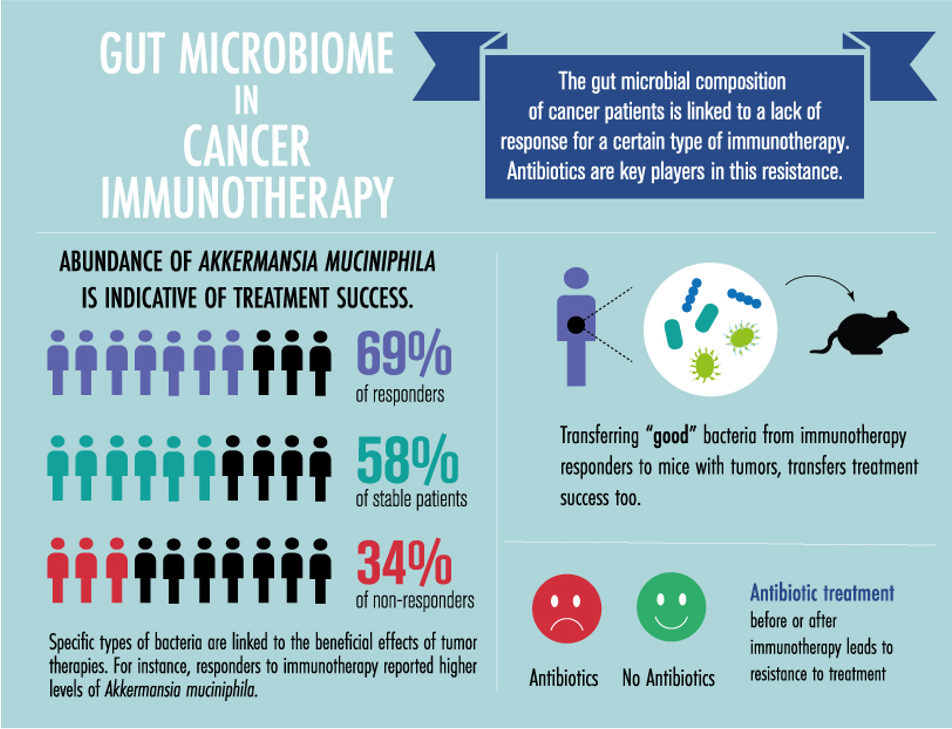 GUT MICROBIOME
IN
CANCER
IMMUNOTHERAPY
The gut microbial composition
of cancer patients is linked to a lack of
response for a certain type of immunotherapy.
Antibiotics are key players in this resistance.
ABUNDANCE OF AKKERMANSIA MUCINIPHILA
IS INDICATIVE OF TREATMENT SUCCESS.
69%
of responders
58%
of stable patients
34%
of non-responders
Specific types of bacteria are linked to the beneficial effects of tumor
therapies. For instance, responders to immunotherapy reported higher
levels of Akkermansia muciniphila.
Transferring “good” bacteria from immunotherapy
responders to mice with tumors, transfers treatment
success too.
Antibiotics
No Antibiotics
Antibiotic treatment
before or after
immunotherapy leads to
resistance to treatment